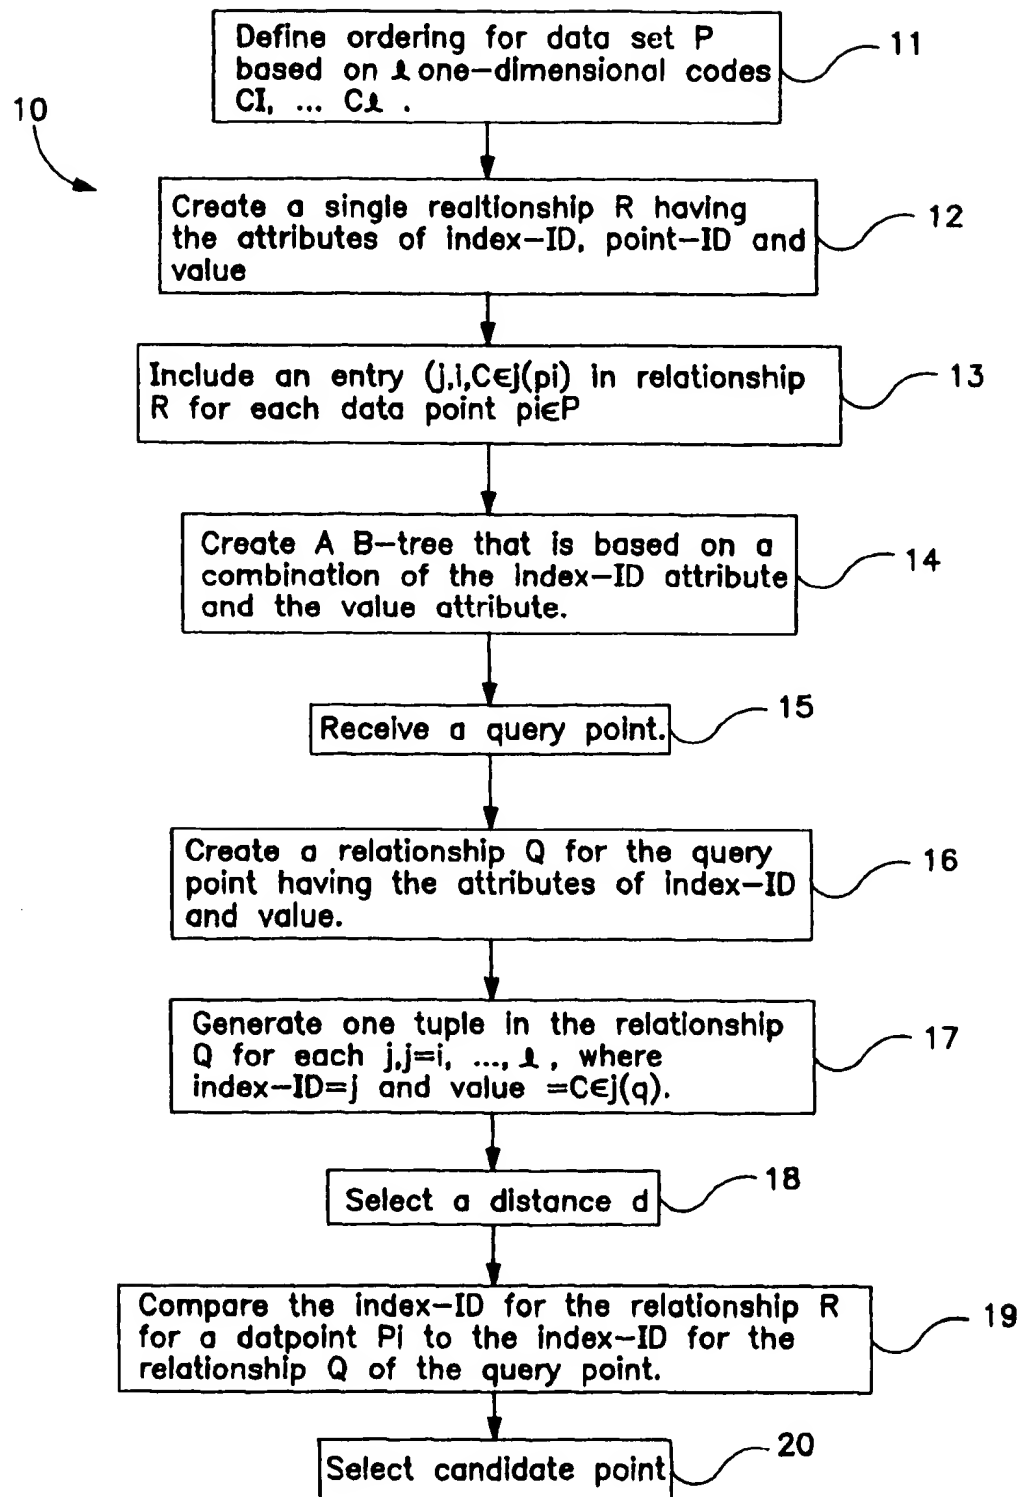 Define ordering for data set P
based on ℓ one-dimensional codes
CI, ... Cℓ .
11
10
Create a single realtionship R having
the attributes of index-ID, point-ID and
value
12
Include an entry (j,i,C∈j(pi) in relationship
R for each data point pi∈P
13
Create A B-tree that is based on a
combination of the index-ID attribute
and the value attribute.
14
Receive a query point.
15
Create a relationship Q for the query
point having the attributes of index-ID
and value.
16
Generate one tuple in the relationship
Q for each j,j=i, ..., ℓ, where
index-ID=j and value =C∈j(q).
17
Select a distance d
18
Compare the index-ID for the relationship R
for a datpoint Pi to the index-ID for the
relationship Q of the query point.
19
Select candidate point
20